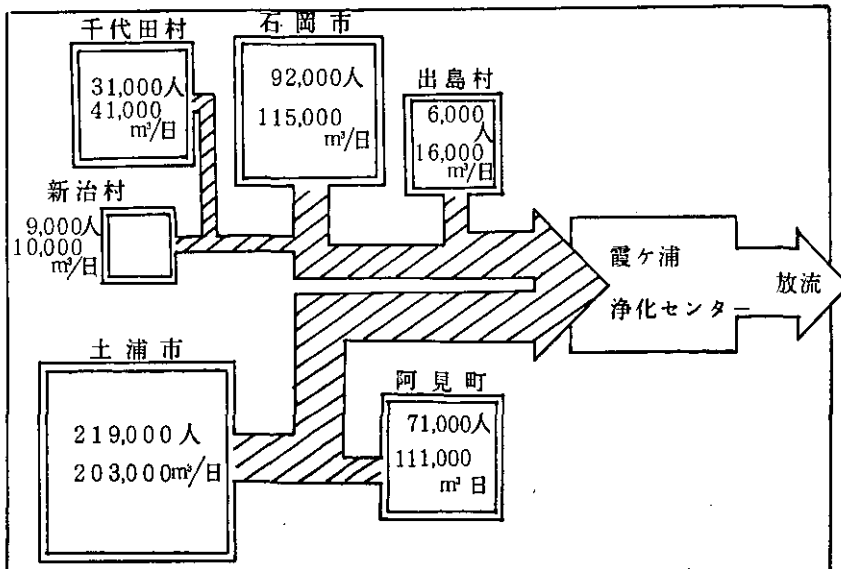 千代田村
31,000人
41,000
m³/日
石岡市
92,000人
115,000
m³/日
出島村
6,000
人
16,000
m³/日
新治村
9,000人
10,000
m³/日
霞ケ浦
浄化センター
放流
土浦市
219,000人
203,000m³/日
阿見町
71,000人
111,000
m³ 日